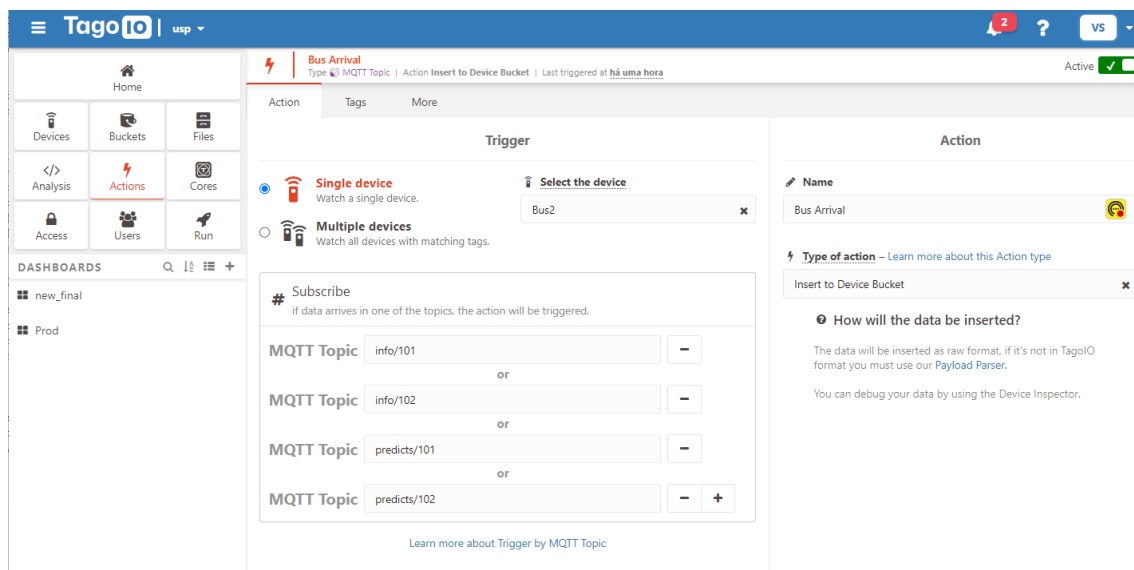 TagoIO usp
2 ? VS
Home
Devices Buckets Files
Analysis Actions Cores
Access Users Run
DASHBOARDS
new_final
Prod
Bus Arrival
Type MQTT Topic | Action Insert to Device Bucket | Last triggered at há uma hora
Active
Action Tags More
Trigger
Single device
Watch a single device.
Multiple devices
Watch all devices with matching tags.
Select the device
Bus2
# Subscribe
if data arrives in one of the topics, the action will be triggered.
MQTT Topic info/101
or
MQTT Topic info/102
or
MQTT Topic predicts/101
or
MQTT Topic predicts/102
Learn more about Trigger by MQTT Topic
Action
Name
Bus Arrival
Type of action – Learn more about this Action type
Insert to Device Bucket
How will the data be inserted?
The data will be inserted as raw format, if it's not in TagoIO
format you must use our Payload Parser.
You can debug your data by using the Device Inspector.